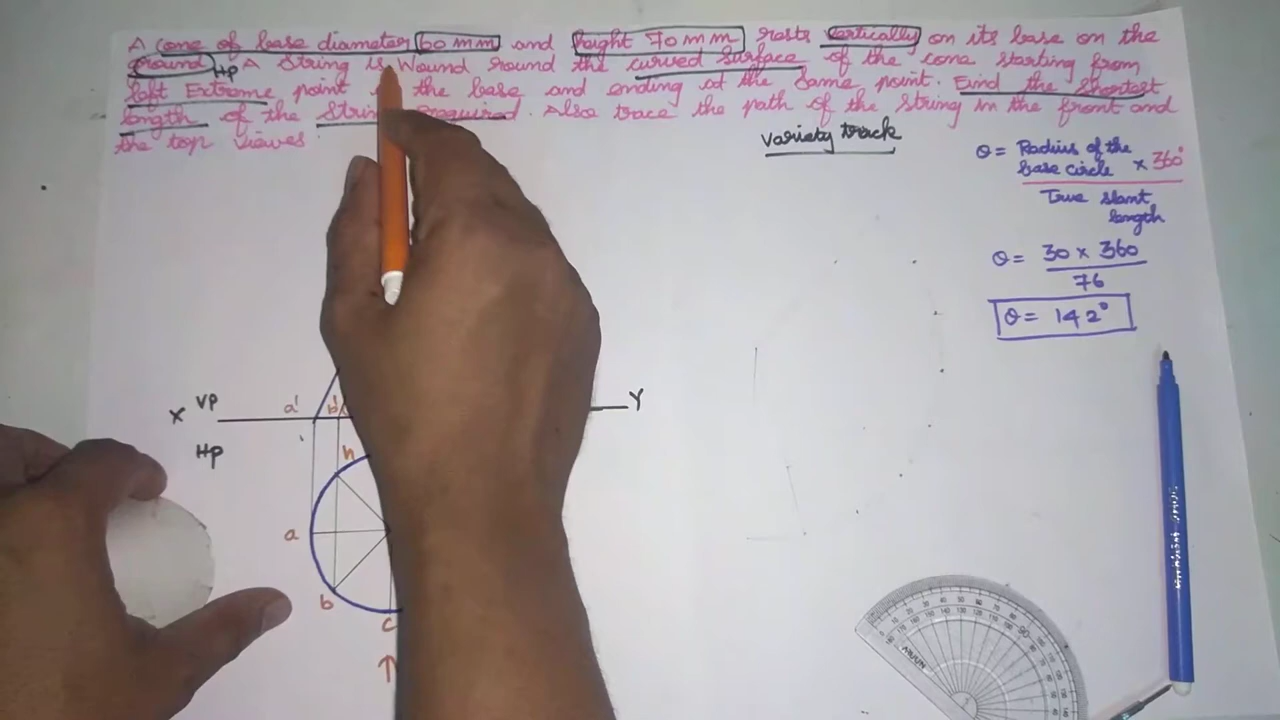 A cone of base diameter 60 mm and height 70 mm rests vertically on its base on the
ground. A string is wound round the curved surface of the cone starting from
HP
left Extreme point the base and ending at the same point. Find the shortest
length of the string required. Also trace the path of the string in the front and
the top views.
variety track
θ = Radius of the
base circle × 360°
True slant
length
θ = 30 × 360
76
θ = 142°
X VP
Y
a' b'
HP
h
a
b
c